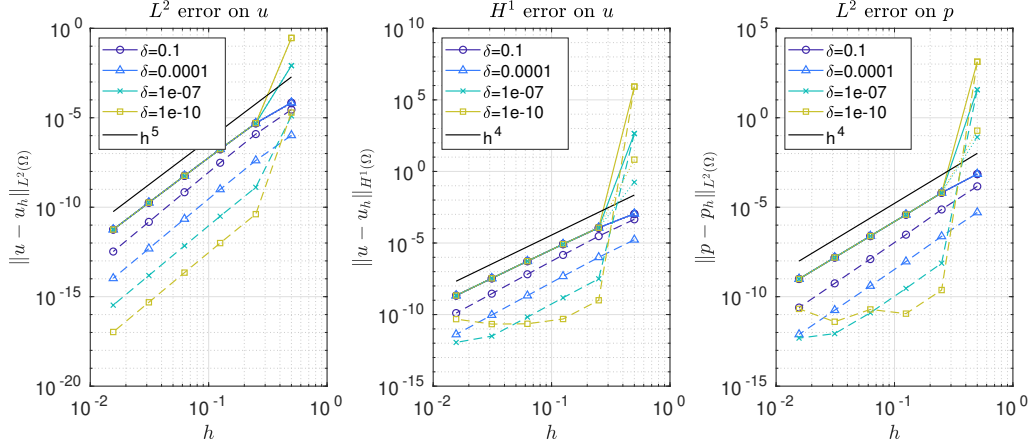 L² error on u
10⁰
10⁻⁵
10⁻¹⁰
10⁻¹⁵
10⁻²⁰
‖u − u_h‖_{L²(Ω)}
δ=0.1
δ=0.0001
δ=1e-07
δ=1e-10
h⁵
10⁻² 10⁻¹ 10⁰
h
H¹ error on u
10¹⁰
10⁵
10⁰
10⁻⁵
10⁻¹⁰
10⁻¹⁵
‖u − u_h‖_{H¹(Ω)}
δ=0.1
δ=0.0001
δ=1e-07
δ=1e-10
h⁴
10⁻² 10⁻¹ 10⁰
h
L² error on p
10⁵
10⁰
10⁻⁵
10⁻¹⁰
10⁻¹⁵
‖p − p_h‖_{L²(Ω)}
δ=0.1
δ=0.0001
δ=1e-07
δ=1e-10
h⁴
10⁻² 10⁻¹ 10⁰
h